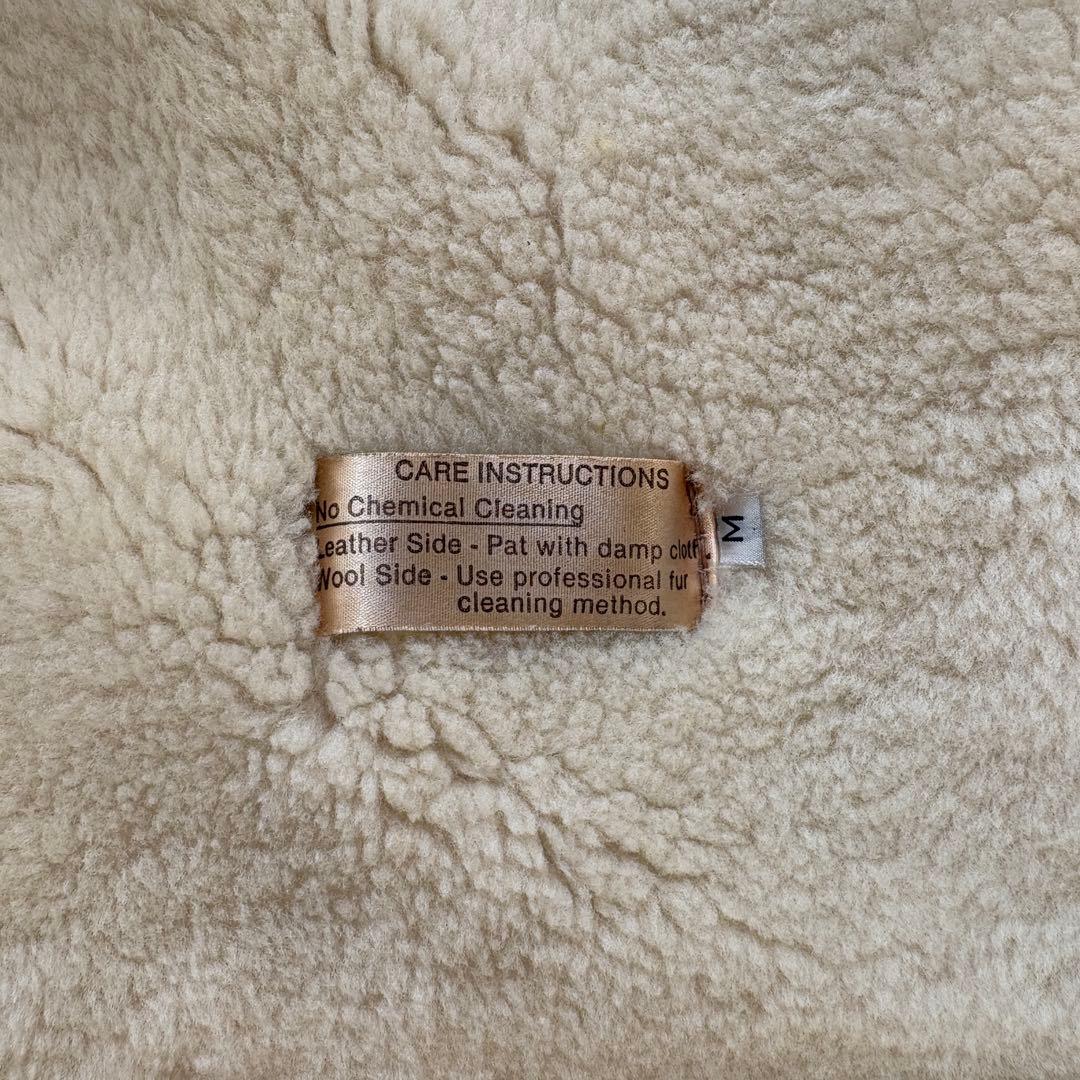 CARE INSTRUCTIONS
No Chemical Cleaning
Leather Side - Pat with damp cloth
Wool Side - Use professional fur
cleaning method.
M